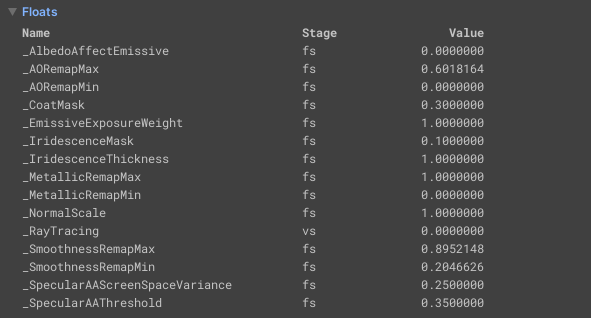 Floats
Name Stage Value
_AlbedoAffectEmissive fs 0.0000000
_AORemapMax fs 0.6018164
_AORemapMin fs 0.0000000
_CoatMask fs 0.3000000
_EmissiveExposureWeight fs 1.0000000
_IridescenceMask fs 0.1000000
_IridescenceThickness fs 1.0000000
_MetallicRemapMax fs 1.0000000
_MetallicRemapMin fs 0.0000000
_NormalScale fs 1.0000000
_RayTracing vs 0.0000000
_SmoothnessRemapMax fs 0.8952148
_SmoothnessRemapMin fs 0.2046626
_SpecularAAScreenSpaceVariance fs 0.2500000
_SpecularAAThreshold fs 0.3500000